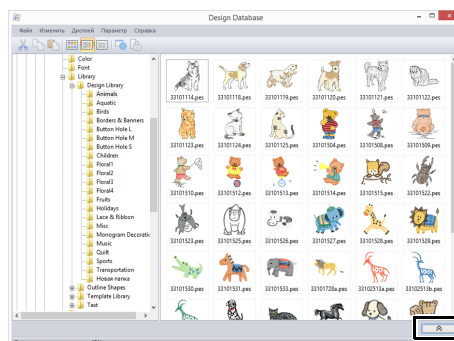 Design Database
Файл Изменить Дисплей Параметр Справка
Color
Font
Library
Design Library
Animals
Aquatic
Birds
Borders & Banners
Button Hole L
Button Hole M
Button Hole S
Children
Floral1
Floral2
Floral3
Floral4
Fruits
Holidays
Lace & Ribbon
Misc
Monogram Decoratic
Music
Quilt
Sports
Transportation
Новая папка
Outline Shapes
Template Library
Text
33101114.pes 33101118.pes 33101119.pes 33101120.pes 33101121.pes 33101122.pes
33101123.pes 33101124.pes 33101125.pes 33101504.pes 33101508.pes 33101509.pes
33101510.pes 33101512.pes 33101513.pes 33101514.pes 33101515.pes 33101522.pes
33101523.pes 33101525.pes 33101526.pes 33101527.pes 33101528.pes 33101529.pes
33101530.pes 33101531.pes 33101533.pes 33101728a.pes 33102513a.pes 33102513b.pes